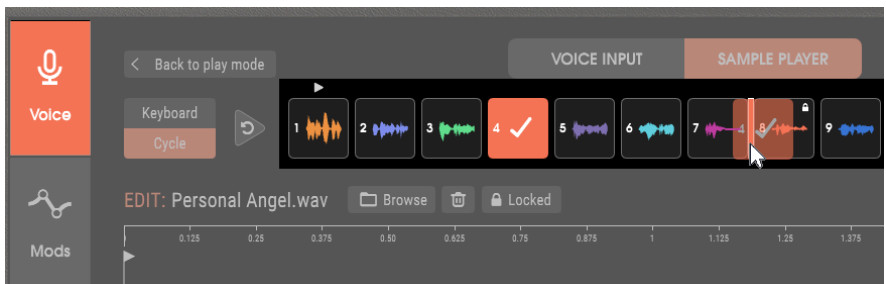 VOICE INPUT
SAMPLE PLAYER
Back to play mode
Voice
Keyboard
Cycle
1
2
3
4
5
6
7
4
8
9
EDIT: Personal Angel.wav
Browse
Locked
Mods
0.125
0.25
0.375
0.50
0.625
0.75
0.875
1
1.125
1.25
1.375